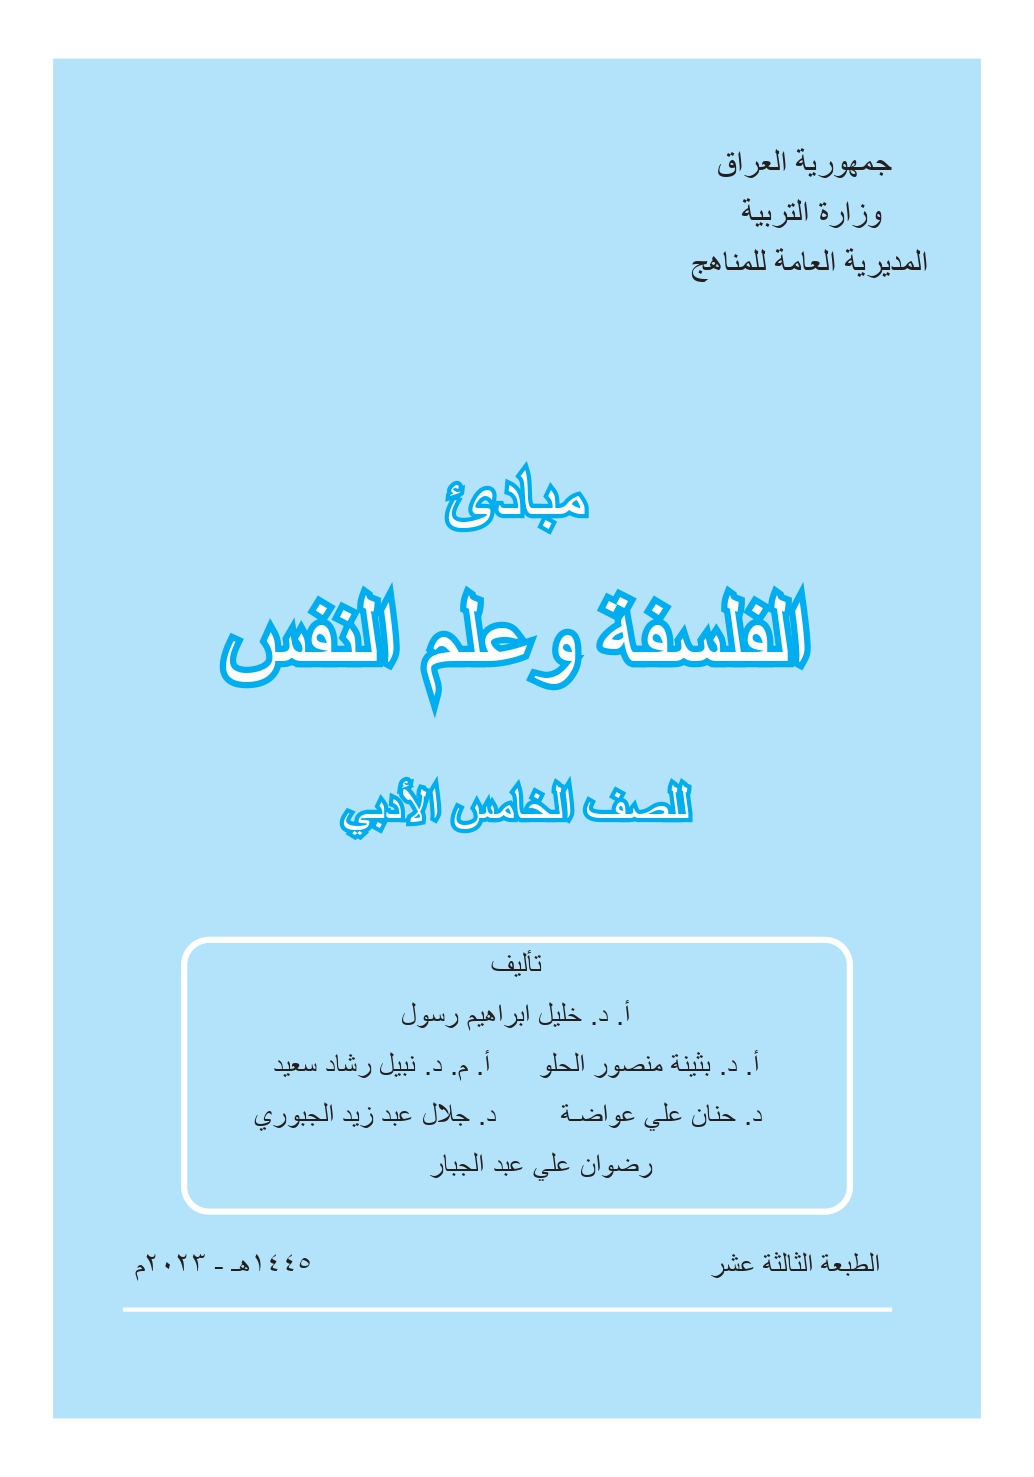 جمهورية العراق
وزارة التربية
المديرية العامة للمناهج
مبادئ
الفلسفة وعلم النفس
للصف الخامس الأدبي
تأليف
أ. د. خليل ابراهيم رسول
أ. د. بثينة منصور الحلو أ. م. د. نبيل رشاد سعيد
د. حنان علي عواضـة د. جلال عبد زيد الجبوري
رضوان علي عبد الجبار
الطبعة الثالثة عشر ١٤٤٥هـ - ٢٠٢٣م